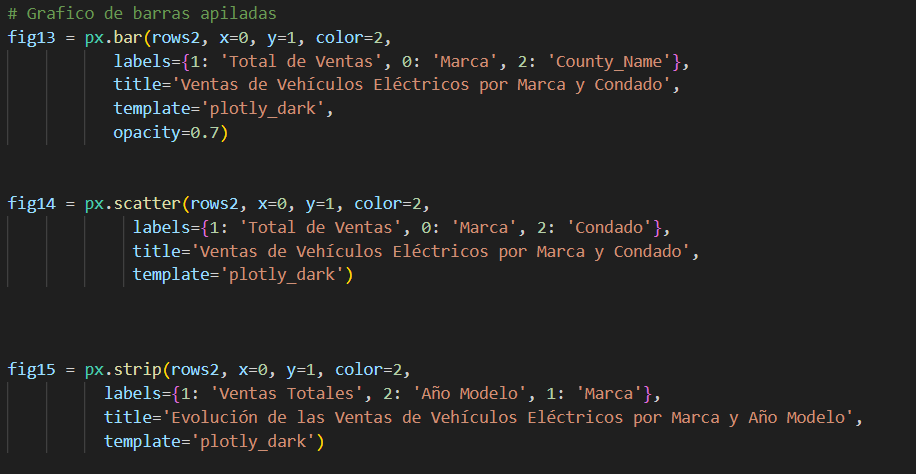 # Grafico de barras apiladas
fig13 = px.bar(rows2, x=0, y=1, color=2,
labels={1: 'Total de Ventas', 0: 'Marca', 2: 'County_Name'},
title='Ventas de Vehículos Eléctricos por Marca y Condado',
template='plotly_dark',
opacity=0.7)
fig14 = px.scatter(rows2, x=0, y=1, color=2,
labels={1: 'Total de Ventas', 0: 'Marca', 2: 'Condado'},
title='Ventas de Vehículos Eléctricos por Marca y Condado',
template='plotly_dark')
fig15 = px.strip(rows2, x=0, y=1, color=2,
labels={1: 'Ventas Totales', 2: 'Año Modelo', 1: 'Marca'},
title='Evolución de las Ventas de Vehículos Eléctricos por Marca y Año Modelo',
template='plotly_dark')